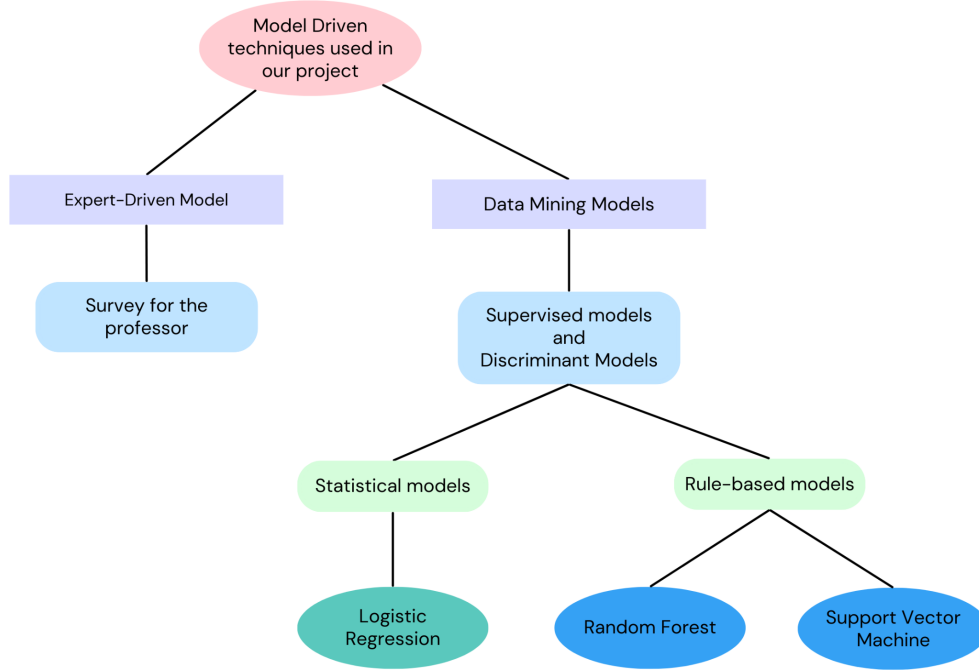 Model Driven
techniques used in
our project
Expert-Driven Model
Data Mining Models
Survey for the
professor
Supervised models
and
Discriminant Models
Statistical models
Rule-based models
Logistic
Regression
Random Forest
Support Vector
Machine